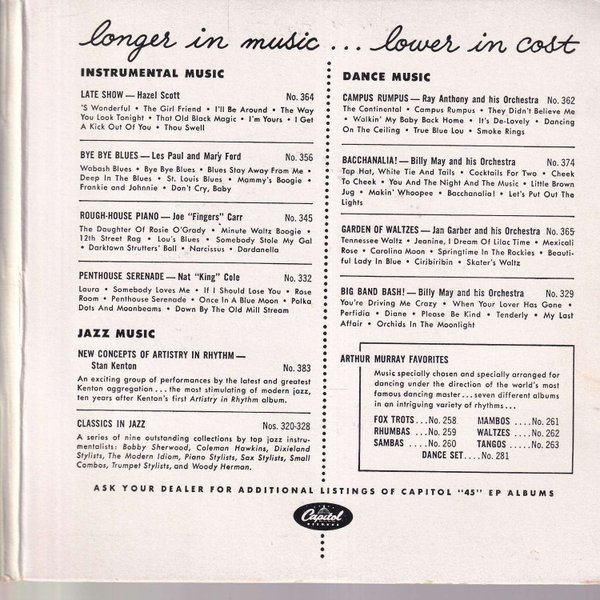 longer in music ... lower in cost
INSTRUMENTAL MUSIC
LATE SHOW — Hazel Scott No. 364
'S Wonderful • The Girl Friend • I'll Be Around • The Way
You Look Tonight • That Old Black Magic • I'm Yours • I Get
A Kick Out Of You • Thou Swell
BYE BYE BLUES — Les Paul and Mary Ford No. 356
Wabash Blues • Bye Bye Blues • Blues Stay Away From Me •
Deep In The Blues • St. Louis Blues • Mammy's Boogie •
Frankie and Johnnie • Don't Cry, Baby
ROUGH-HOUSE PIANO — Joe "Fingers" Carr No. 345
The Daughter Of Rosie O'Grady • Minute Waltz Boogie •
12th Street Rag • Lou's Blues • Somebody Stole My Gal
• Darktown Strutters' Ball • Narcissus • Dardanella
PENTHOUSE SERENADE — Nat "King" Cole No. 332
Laura • Somebody Loves Me • If I Should Lose You • Rose
Room • Penthouse Serenade • Once In A Blue Moon • Polka
Dots And Moonbeams • Down By The Old Mill Stream
JAZZ MUSIC
NEW CONCEPTS OF ARTISTRY IN RHYTHM —
Stan Kenton No. 383
An exciting group of performances by the latest and greatest
Kenton aggregation . . . the most stimulating of modern jazz,
ten years after Kenton's first Artistry in Rhythm album.
CLASSICS IN JAZZ Nos. 320-328
A series of nine outstanding collections by top jazz instru-
mentalists: Bobby Sherwood, Coleman Hawkins, Dixieland
Stylists, The Modern Idiom, Piano Stylists, Sax Stylists, Small
Combos, Trumpet Stylists, and Woody Herman.
DANCE MUSIC
CAMPUS RUMPUS — Ray Anthony and his Orchestra No. 362
The Continental • Campus Rumpus • They Didn't Believe Me
• Walkin' My Baby Back Home • It's De-Lovely • Dancing
On The Ceiling • True Blue Lou • Smoke Rings
BACCHANALIA! — Billy May and his Orchestra No. 374
Top Hat, White Tie And Tails • Cocktails For Two • Cheek
To Cheek • You And The Night And The Music • Little Brown
Jug • Makin' Whoopee • Bacchanalia! • Let's Put Out The
Lights
GARDEN OF WALTZES — Jan Garber and his Orchestra No. 365
Tennessee Waltz • Jeanine, I Dream Of Lilac Time • Mexicali
Rose • Carolina Moon • Springtime In The Rockies • Beauti-
ful Lady In Blue • Ciribiribin • Skater's Waltz
BIG BAND BASH! — Billy May and his Orchestra No. 329
You're Driving Me Crazy • When Your Lover Has Gone •
Perfidia • Diane • Please Be Kind • Tenderly • My Last
Affair • Orchids In The Moonlight
ARTHUR MURRAY FAVORITES
Music specially chosen and specially arranged for
dancing under the direction of the world's most
famous dancing master . . . seven different albums
in an intriguing variety of rhythms . . .
FOX TROTS . . . No. 258 MAMBOS . . . . No. 261
RHUMBAS . . . . No. 259 WALTZES . . . . No. 262
SAMBAS . . . . No. 260 TANGOS . . . . No. 263
DANCE SET . . . . No. 281
ASK YOUR DEALER FOR ADDITIONAL LISTINGS OF CAPITOL "45" EP ALBUMS
Capitol
RECORDS